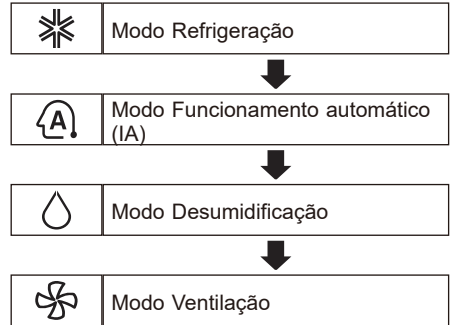 Modo Refrigeração
A
Modo Funcionamento automático
(IA)
Modo Desumidificação
Modo Ventilação